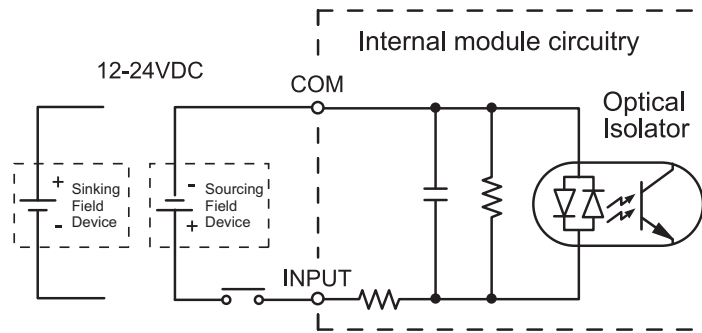 Internal module circuitry
12-24VDC
COM
Optical
Isolator
+ Sinking
Field
- Device
- Sourcing
Field
+ Device
INPUT